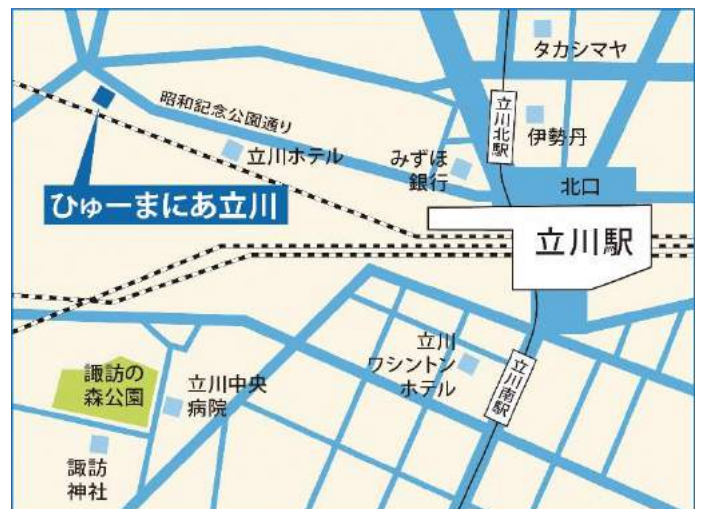 タカシマヤ
立川北駅
伊勢丹
昭和記念公園通り
立川ホテル
みずほ
銀行
北口
ひゅーまにあ立川
立川駅
立川
ワシントン
ホテル
立川南駅
諏訪の
森公園
立川中央
病院
諏訪
神社